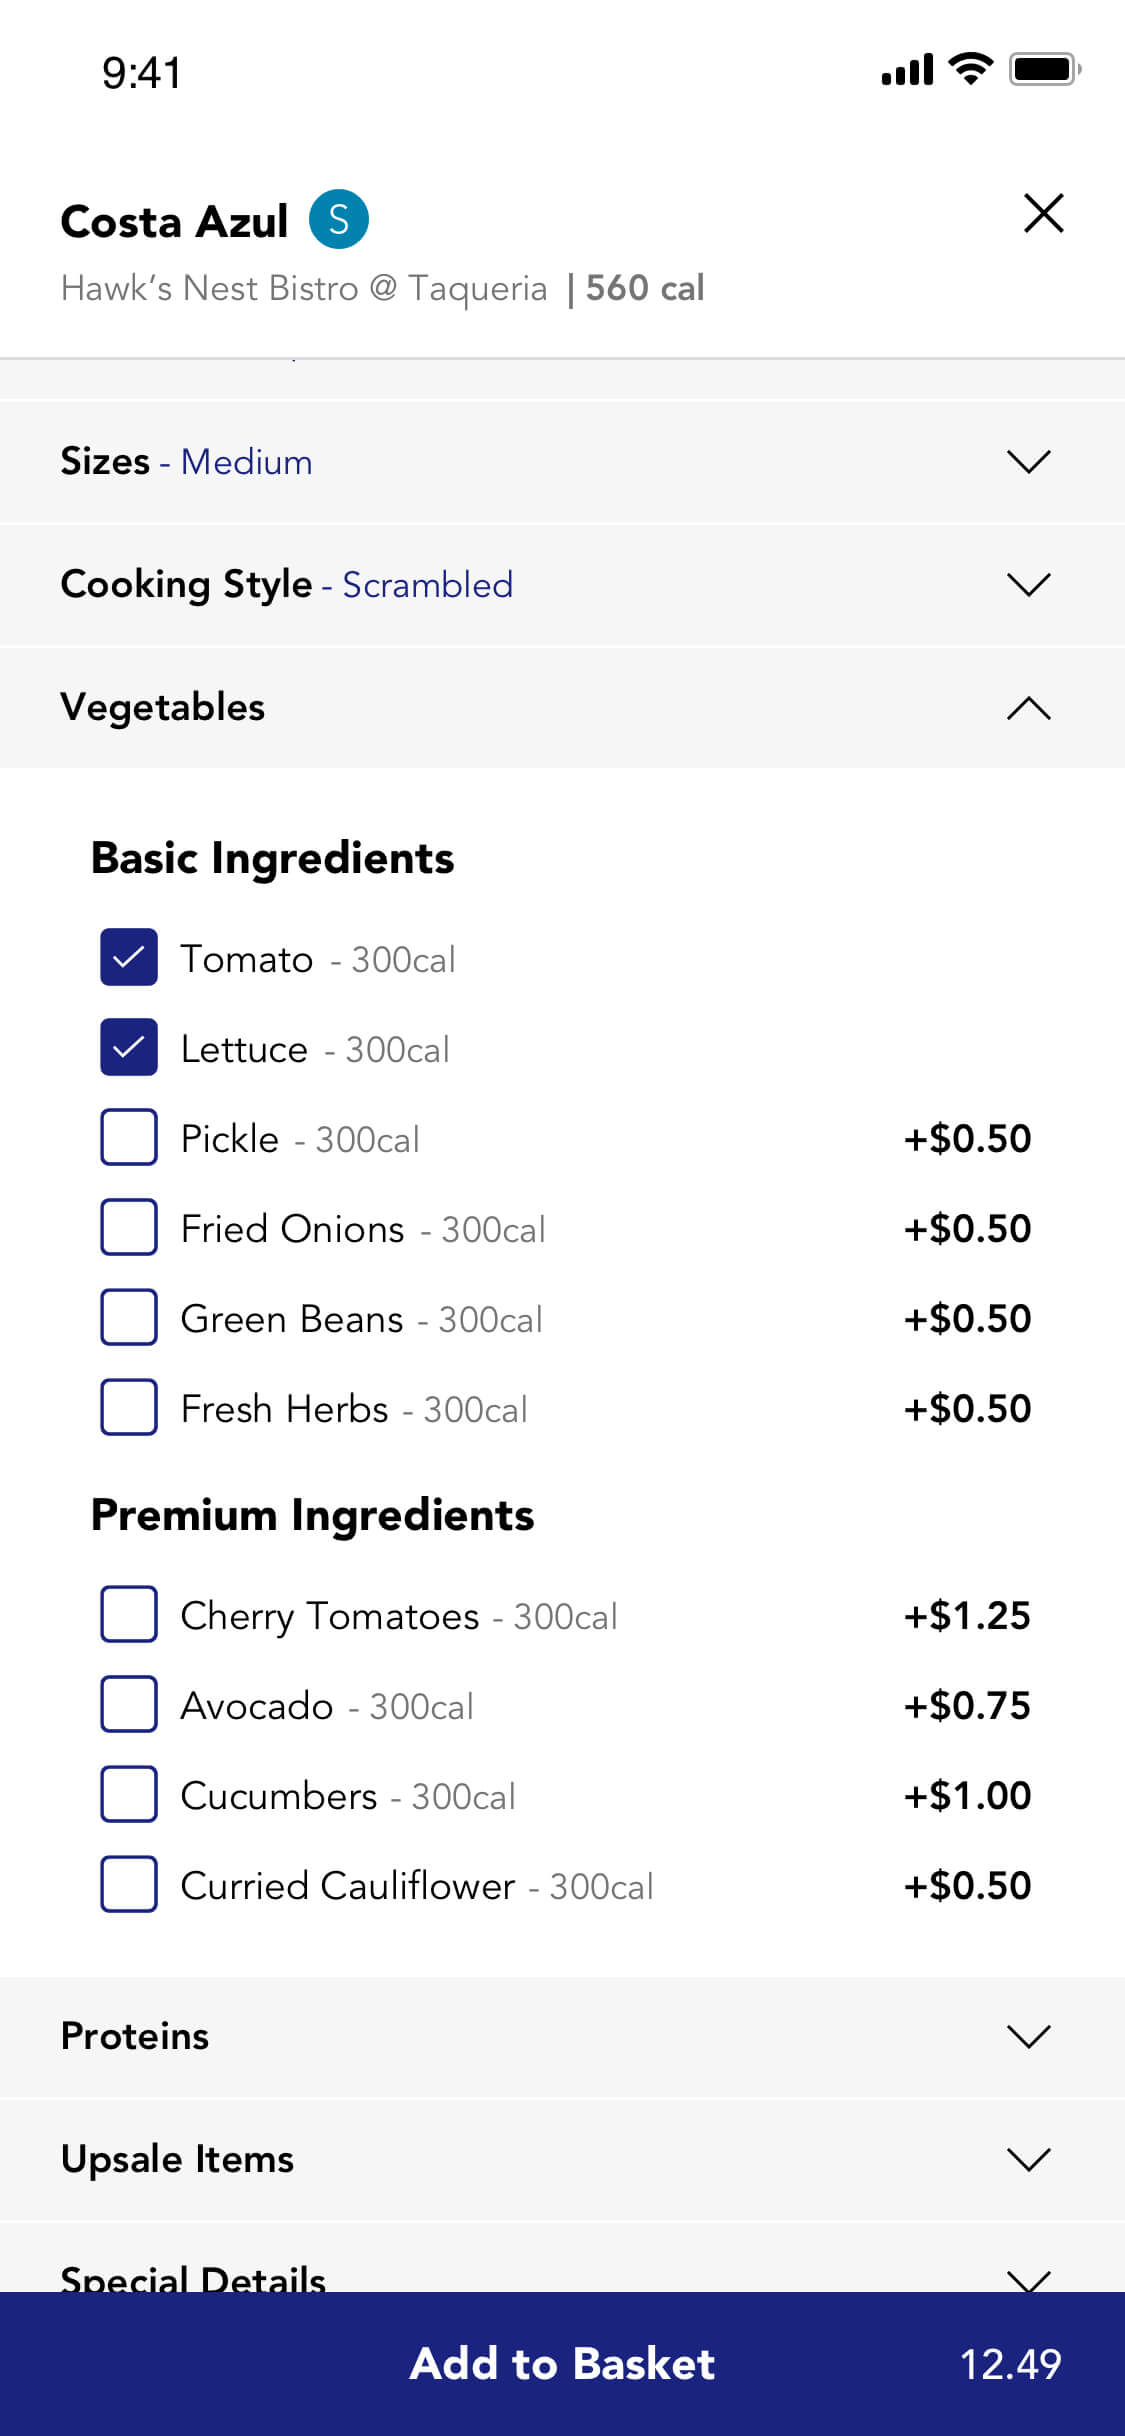 9:41
Costa Azul S
Hawk’s Nest Bistro @ Taqueria | 560 cal
Sizes - Medium
Cooking Style - Scrambled
Vegetables
Basic Ingredients
Tomato - 300cal
Lettuce - 300cal
Pickle - 300cal +$0.50
Fried Onions - 300cal +$0.50
Green Beans - 300cal +$0.50
Fresh Herbs - 300cal +$0.50
Premium Ingredients
Cherry Tomatoes - 300cal +$1.25
Avocado - 300cal +$0.75
Cucumbers - 300cal +$1.00
Curried Cauliflower - 300cal +$0.50
Proteins
Upsale Items
Special Details
Add to Basket 12.49